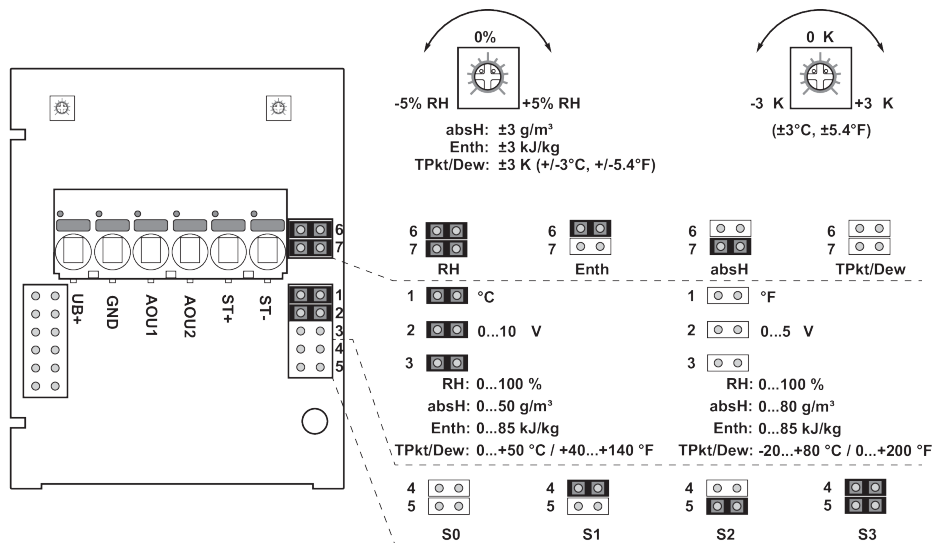 0%
-5% RH +5% RH
absH: ±3 g/m³
Enth: ±3 kJ/kg
TPkt/Dew: ±3 K (+/-3°C, +/-5.4°F)
0 K
-3 K +3 K
(±3°C, ±5.4°F)
6
7
1
2
3
4
5
UB+
GND
AOU1
AOU2
ST+
ST-
6 6 6 6
7 7 7 7
RH Enth absH TPkt/Dew
1 °C
2 0...10 V
3
RH: 0...100 %
absH: 0...50 g/m³
Enth: 0...85 kJ/kg
TPkt/Dew: 0...+50 °C / +40...+140 °F
1 °F
2 0...5 V
3
RH: 0...100 %
absH: 0...80 g/m³
Enth: 0...85 kJ/kg
TPkt/Dew: -20...+80 °C / 0...+200 °F
4 4 4 4
5 5 5 5
S0 S1 S2 S3